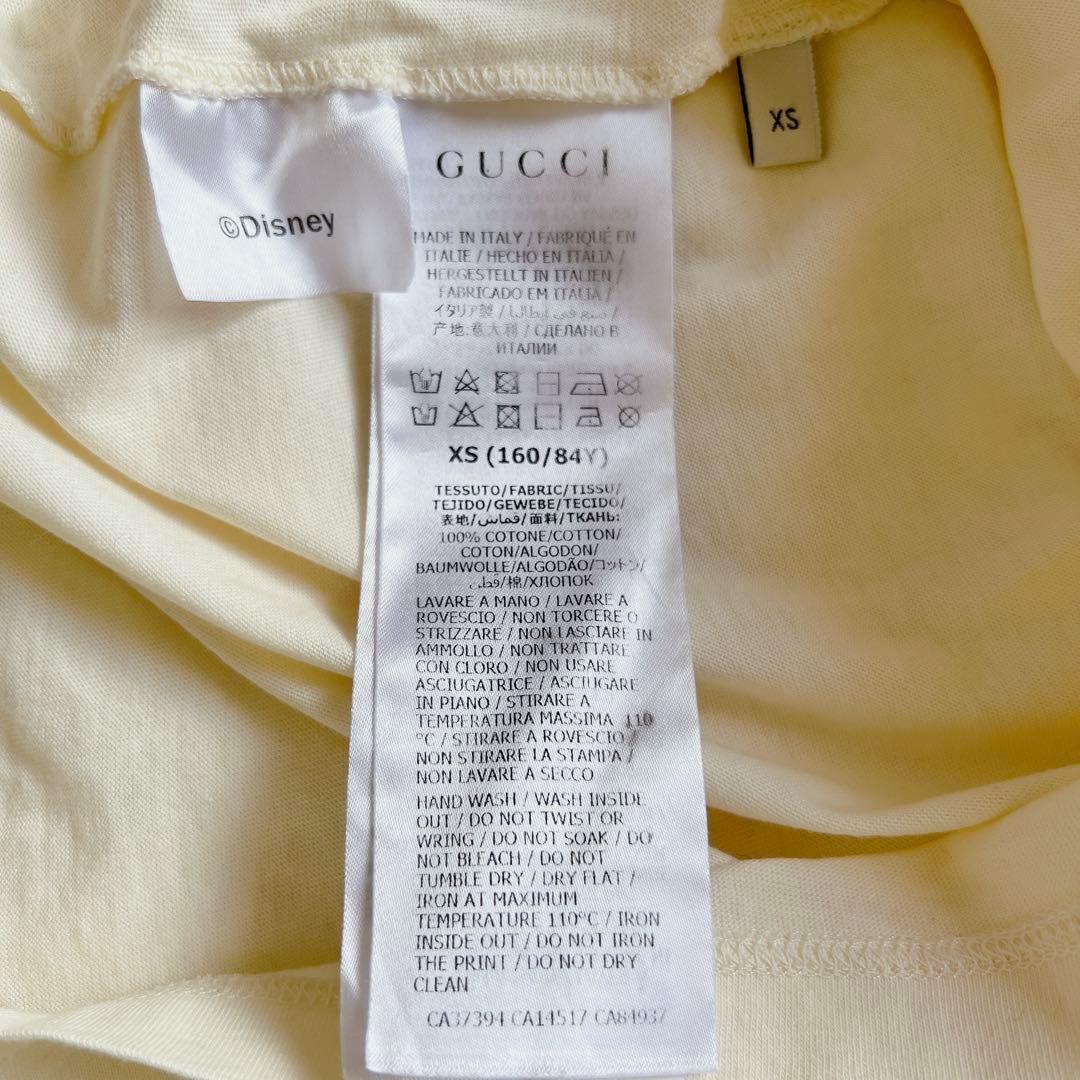 XS
©Disney
GUCCI
MADE IN ITALY / FABRIQUÉ EN
ITALIE / HECHO EN ITALIA /
HERGESTELLT IN ITALIEN /
FABRICADO EM ITALIA /
イタリア製 / صنع في إيطاليا /
产地:意大利 / СДЕЛАНО В
ИТАЛИИ
XS (160/84Y)
TESSUTO/FABRIC/TISSU/
TEJIDO/GEWEBE/TECIDO/
表地/قماش/面料/ТКАНЬ:
100% COTONE/COTTON/
COTON/ALGODON/
BAUMWOLLE/ALGODÃO/コットン/
قطن/棉/ХЛОПОК
LAVARE A MANO / LAVARE A
ROVESCIO / NON TORCERE O
STRIZZARE / NON LASCIARE IN
AMMOLLO / NON TRATTARE
CON CLORO / NON USARE
ASCIUGATRICE / ASCIUGARE
IN PIANO / STIRARE A
TEMPERATURA MASSIMA 110
°C / STIRARE A ROVESCIO /
NON STIRARE LA STAMPA /
NON LAVARE A SECCO
HAND WASH / WASH INSIDE
OUT / DO NOT TWIST OR
WRING / DO NOT SOAK / DO
NOT BLEACH / DO NOT
TUMBLE DRY / DRY FLAT /
IRON AT MAXIMUM
TEMPERATURE 110°C / IRON
INSIDE OUT / DO NOT IRON
THE PRINT / DO NOT DRY
CLEAN
CA37394 CA14517 CA84937